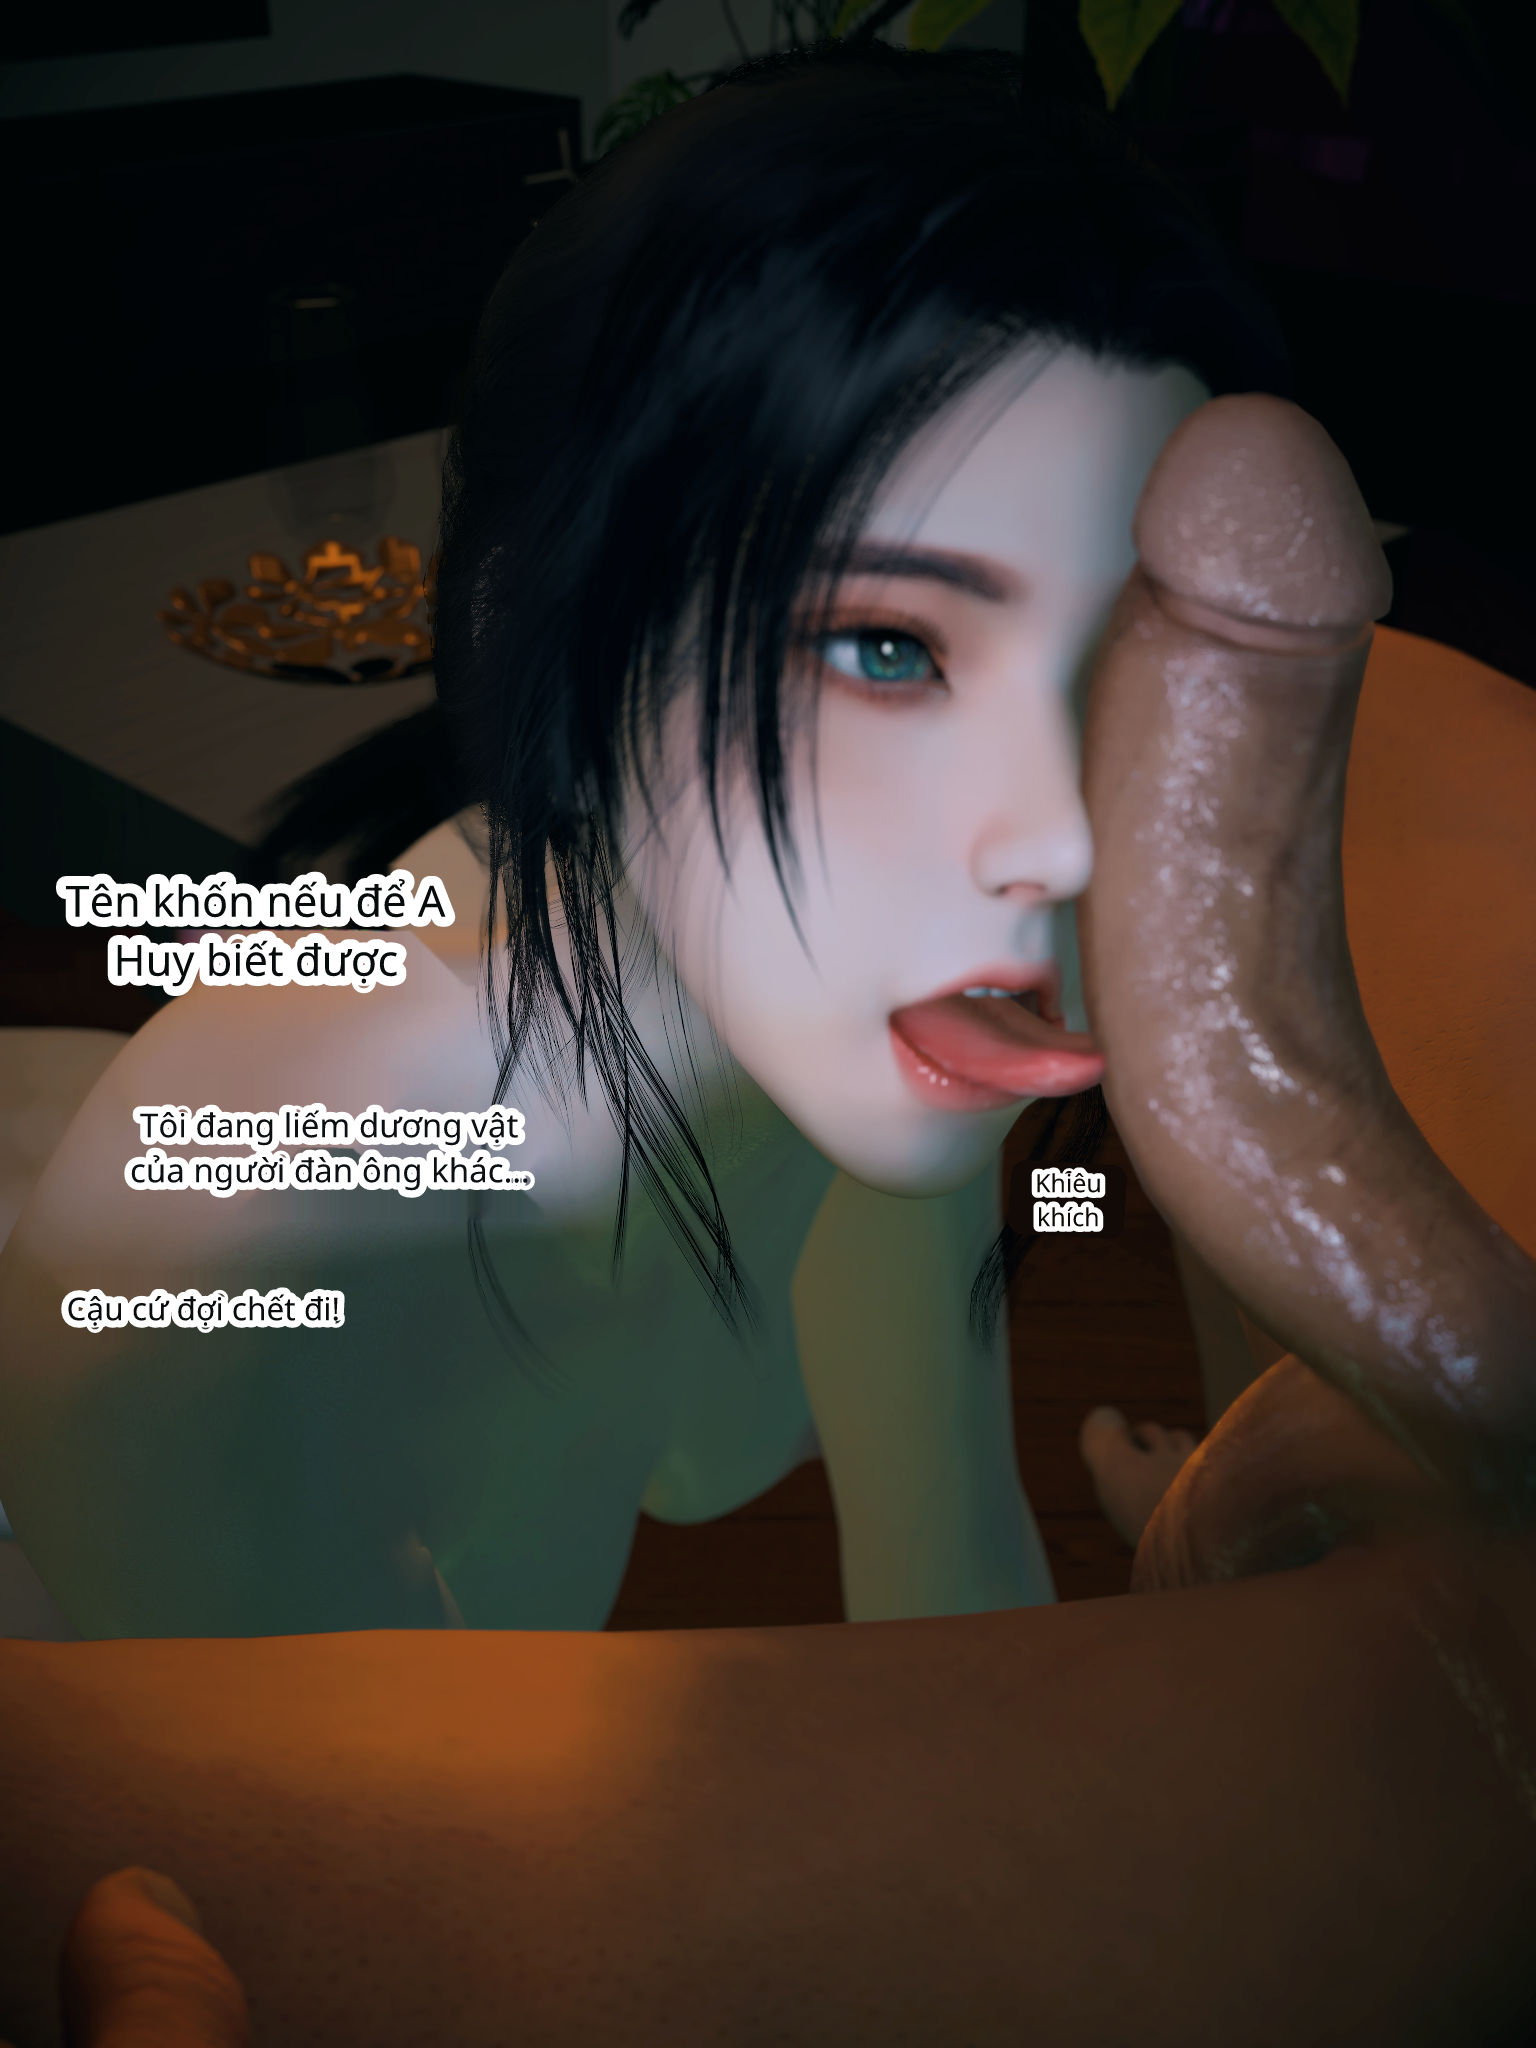 Tên khốn nếu để A
Huy biết được
Tôi đang liếm dương vật
của người đàn ông khác...
Khiêu
khích
Cậu cứ đợi chết đi!